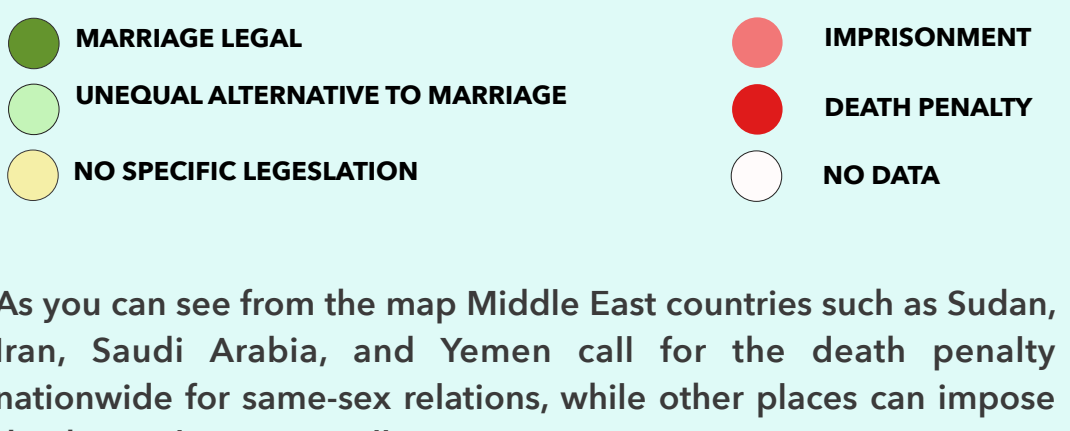 MARRIAGE LEGAL
UNEQUAL ALTERNATIVE TO MARRIAGE
NO SPECIFIC LEGESLATION
IMPRISONMENT
DEATH PENALTY
NO DATA
As you can see from the map Middle East countries such as Sudan,
Iran, Saudi Arabia, and Yemen call for the death penalty
nationwide for same-sex relations, while other places can impose